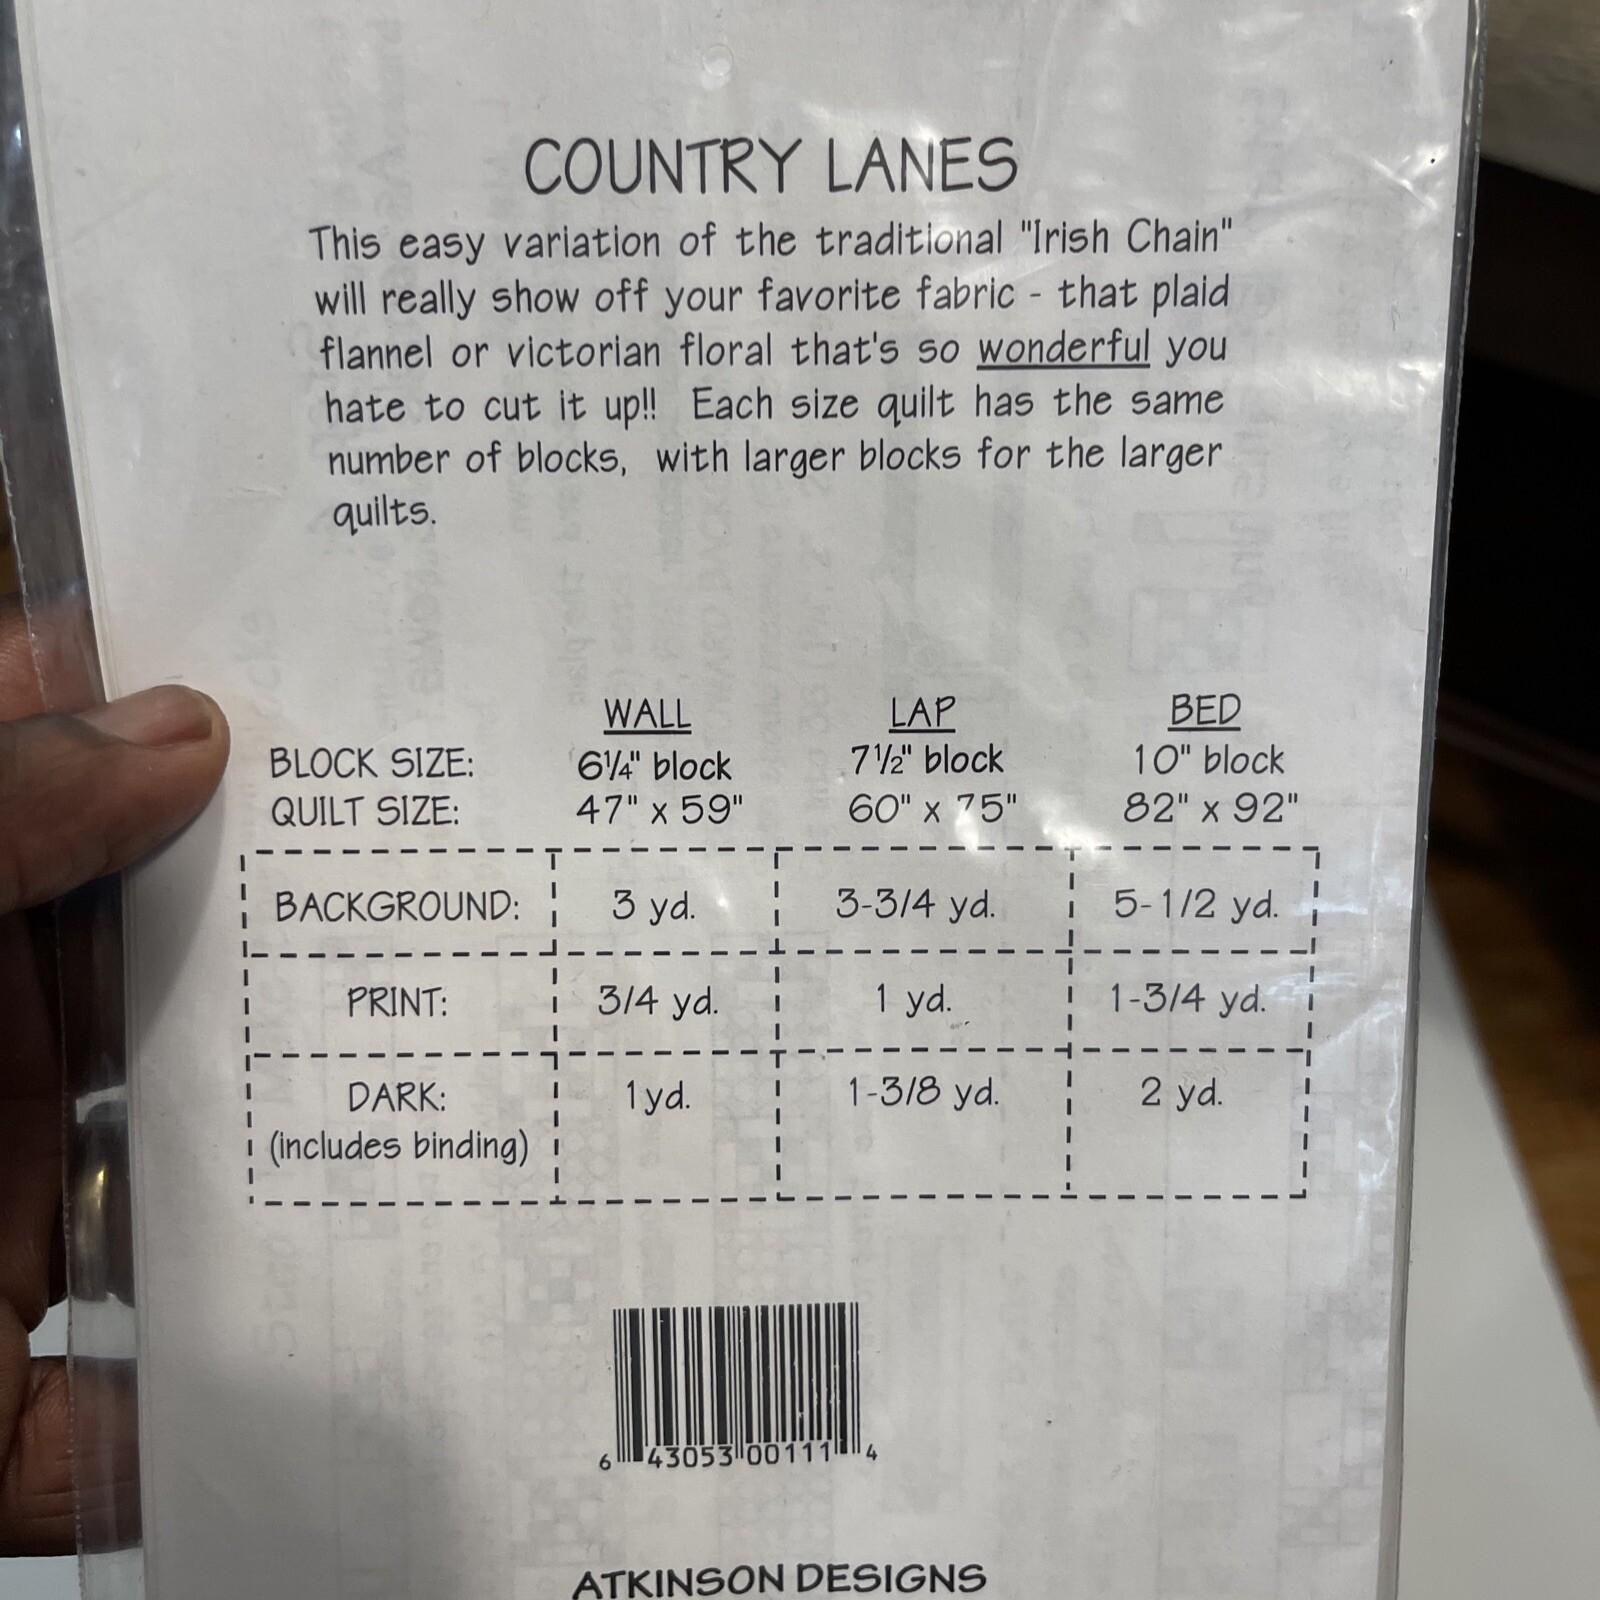 COUNTRY LANES
This easy variation of the traditional "Irish Chain"
will really show off your favorite fabric - that plaid
flannel or victorian floral that's so wonderful you
hate to cut it up!! Each size quilt has the same
number of blocks, with larger blocks for the larger
quilts.
WALL LAP BED
BLOCK SIZE: 6¼" block 7½" block 10" block
QUILT SIZE: 47" x 59" 60" x 75" 82" x 92"
BACKGROUND: 3 yd. 3-3/4 yd. 5-1/2 yd.
PRINT: 3/4 yd. 1 yd. 1-3/4 yd.
DARK: 1 yd. 1-3/8 yd. 2 yd.
(includes binding)
6 43053 00111 4
ATKINSON DESIGNS